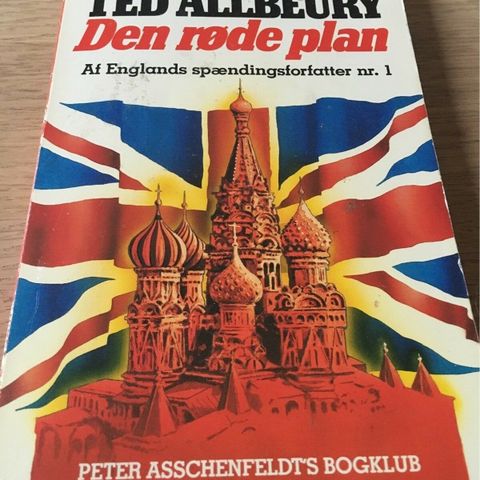 TED ALLBEURY
Den røde plan
Af Englands spændingsforfatter nr. 1
PETER ASSCHENFELDT'S BOGKLUB